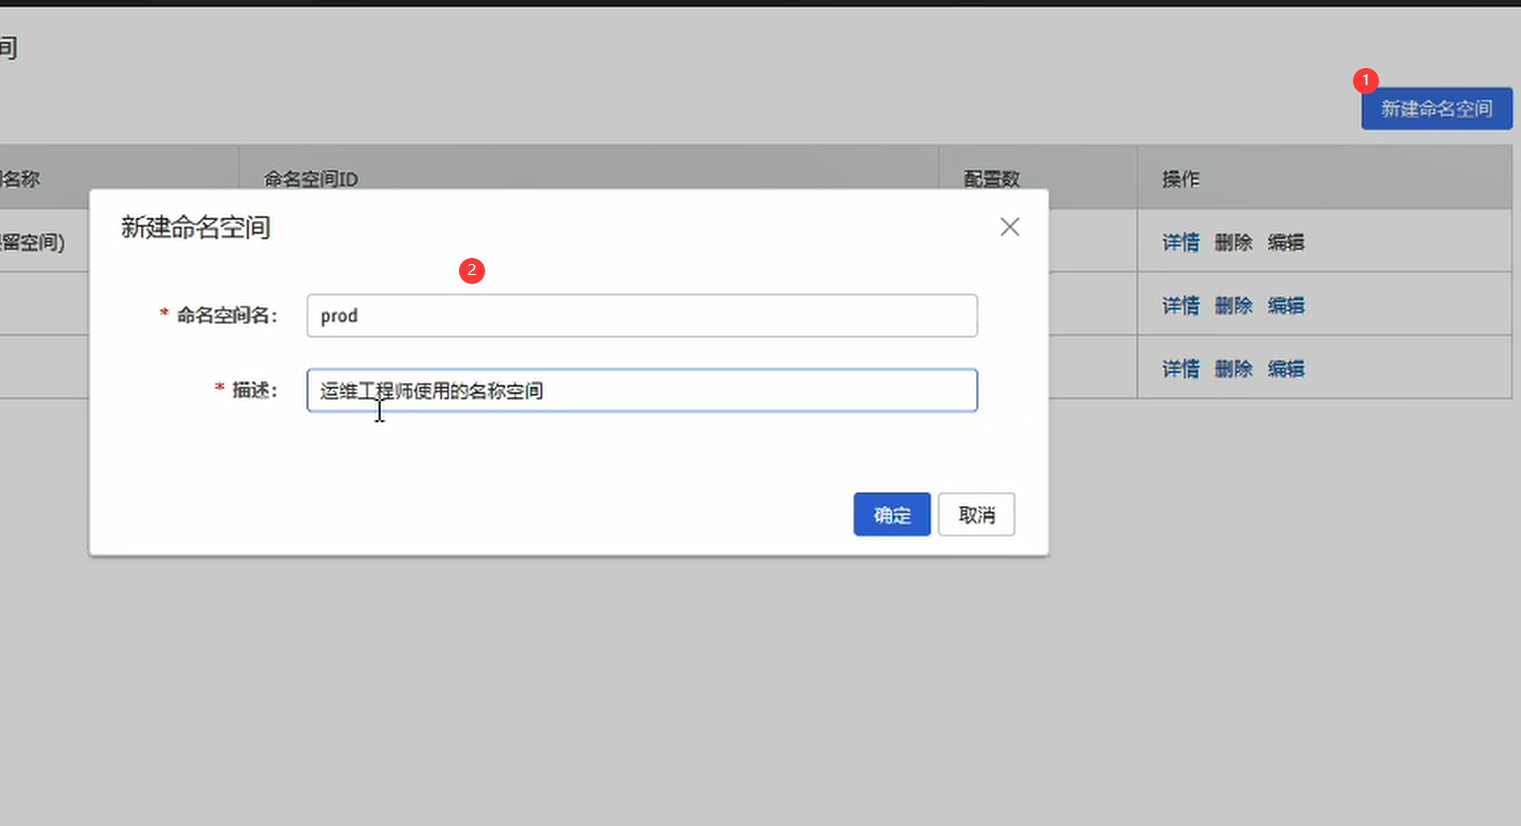 间
1
新建命名空间
名称 命名空间ID 配置数 操作
留空间) 详情 删除 编辑
详情 删除 编辑
详情 删除 编辑
新建命名空间
2
* 命名空间名: prod
* 描述: 运维工程师使用的名称空间
确定 取消